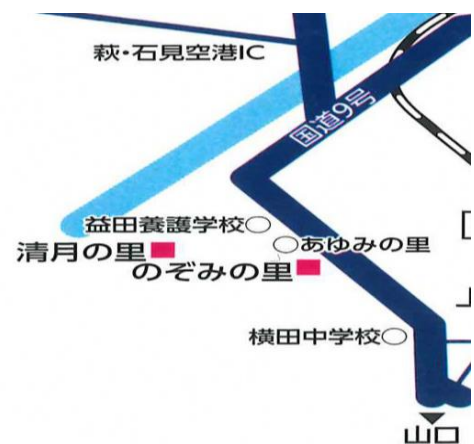 萩・石見空港IC
国道9号
益田養護学校
清月の里
あゆみの里
のぞみの里
横田中学校
山口